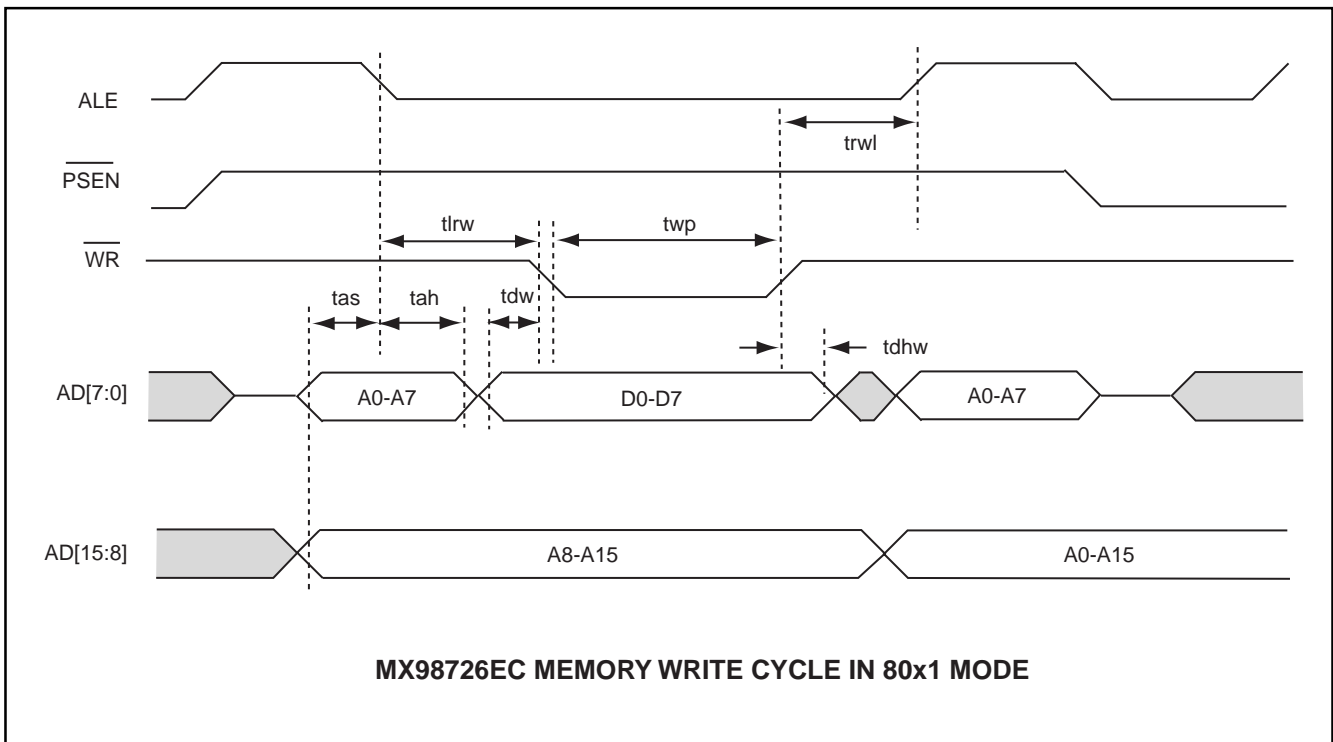 ALE
trwl
PSEN
tlrw
twp
WR
tas
tah
tdw
tdhw
AD[7:0]
A0-A7
D0-D7
A0-A7
AD[15:8]
A8-A15
A0-A15
MX98726EC MEMORY WRITE CYCLE IN 80x1 MODE